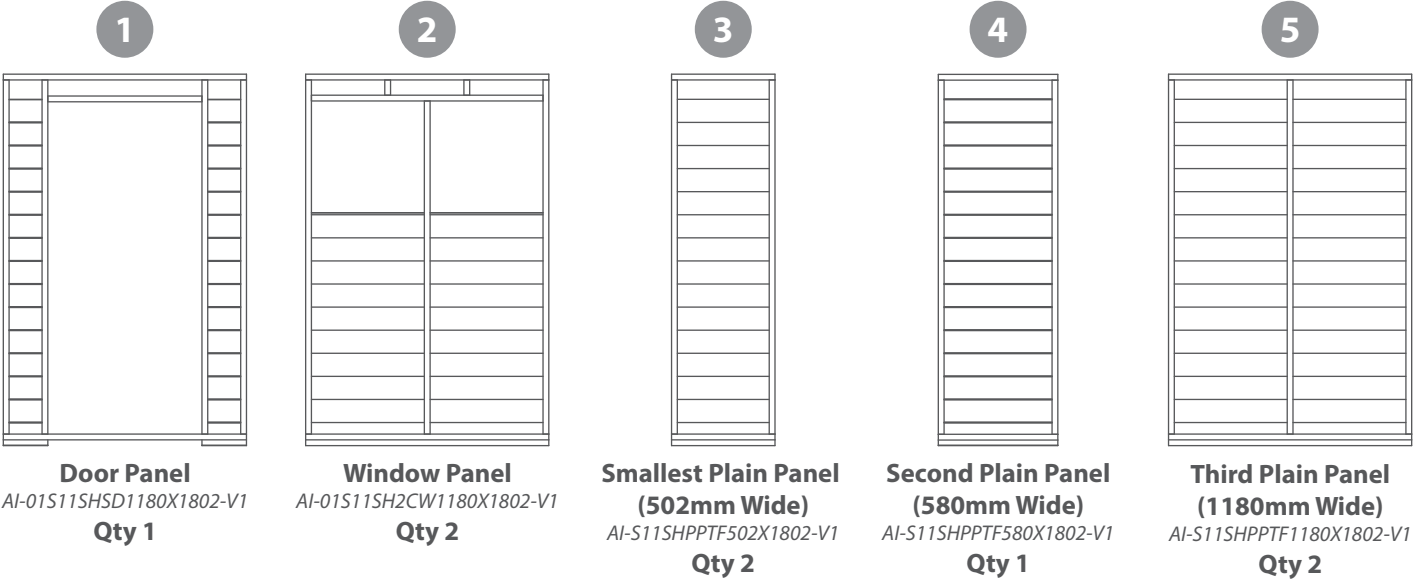 1
2
3
4
5
Door Panel
AI-01S11SHSD1180X1802-V1
Qty 1
Window Panel
AI-01S11SH2CW1180X1802-V1
Qty 2
Smallest Plain Panel
(502mm Wide)
AI-S11SHPPTF502X1802-V1
Qty 2
Second Plain Panel
(580mm Wide)
AI-S11SHPPTF580X1802-V1
Qty 1
Third Plain Panel
(1180mm Wide)
AI-S11SHPPTF1180X1802-V1
Qty 2